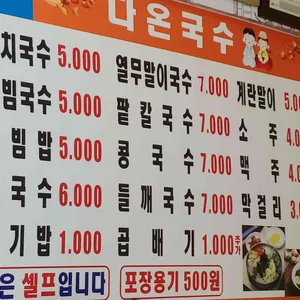 나온국수
치국수 5.000 열무말이국수 7.000 계란말이 5.0
빔국수 5.000 팥칼국수 7.000 소주 4.
빔밥 5.000 콩국수 7.000 맥주 4.
국수 6.000 들깨국수 7.000 막걸리 3.
기밥 1.000 곱배기 1.000추가
은 셀프입니다 포장용기 500원